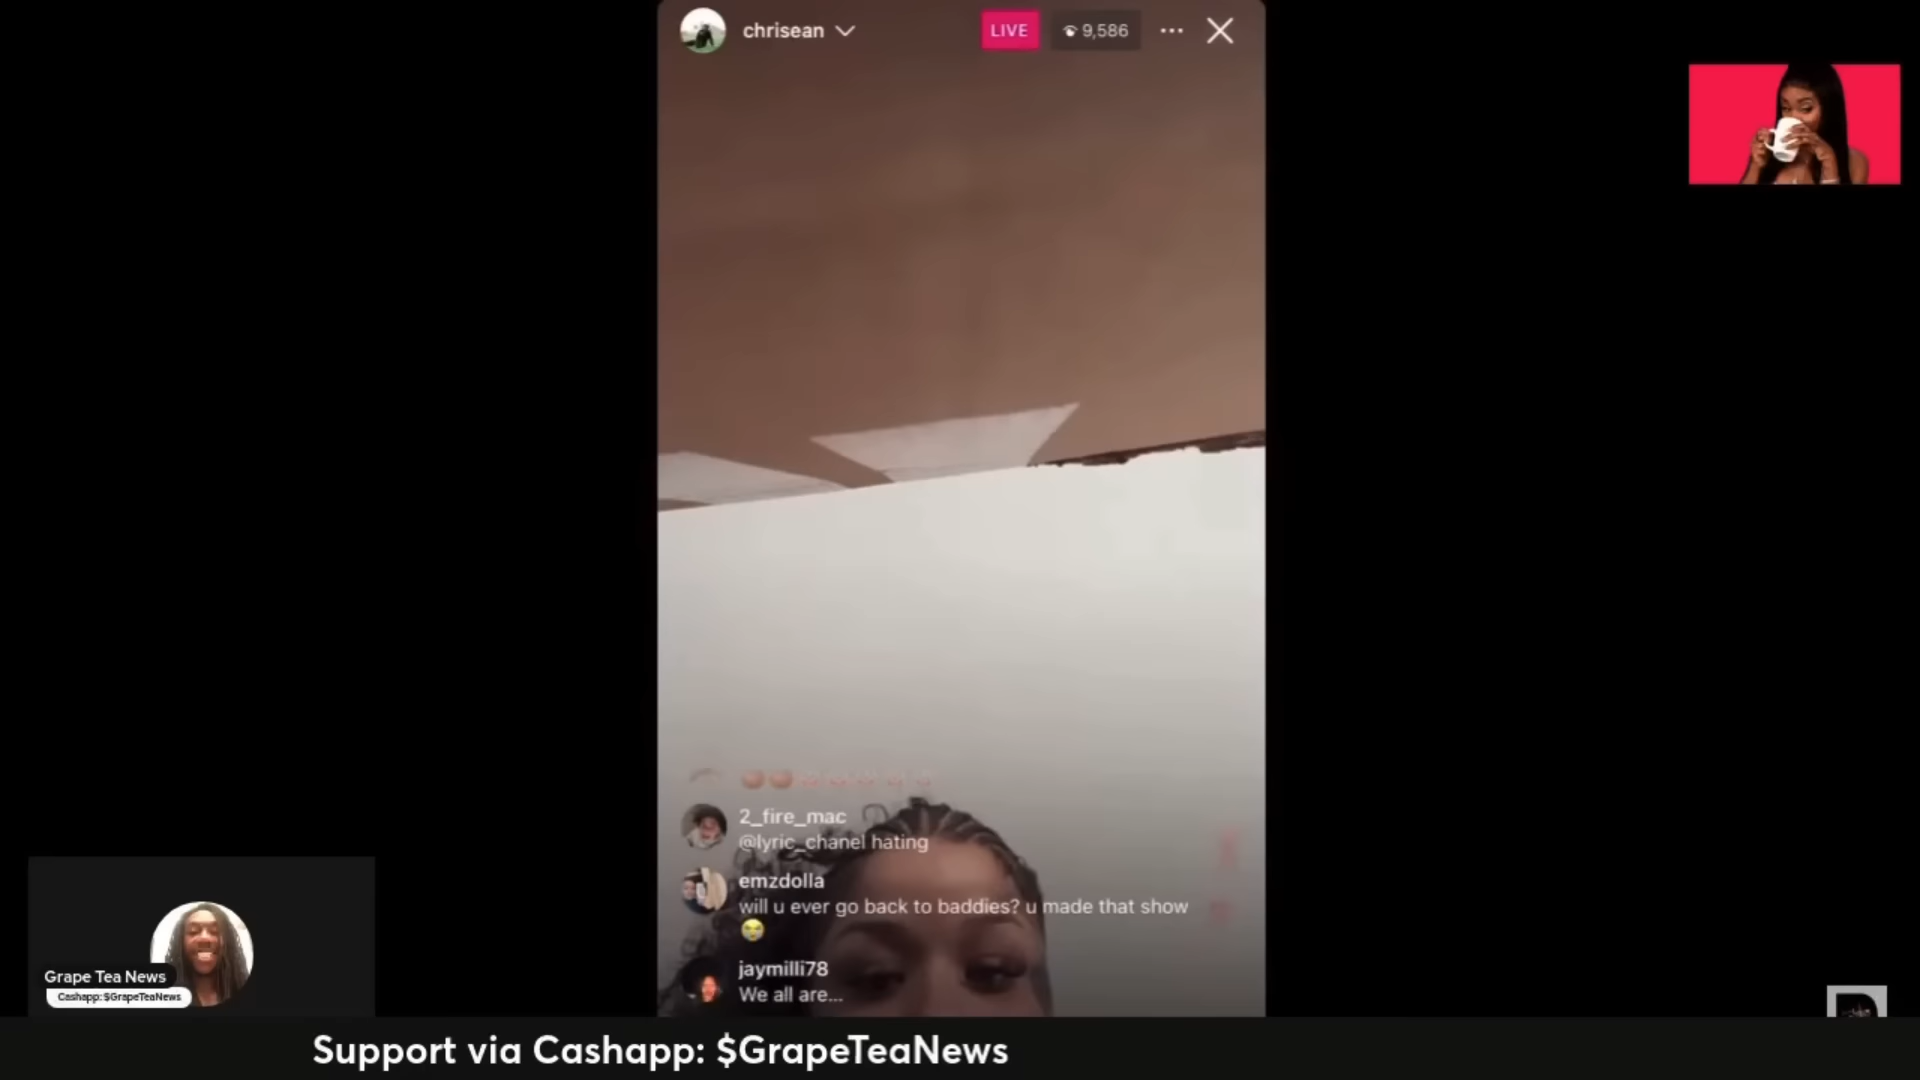 chrisean
LIVE
9,586
2_fire_mac
@lyric_chanel hating
emzdolla
will u ever go back to baddies? u made that show
😭
jaymilli78
We all are...
Grape Tea News
Cashapp: $GrapeTeaNews
Support via Cashapp: $GrapeTeaNews